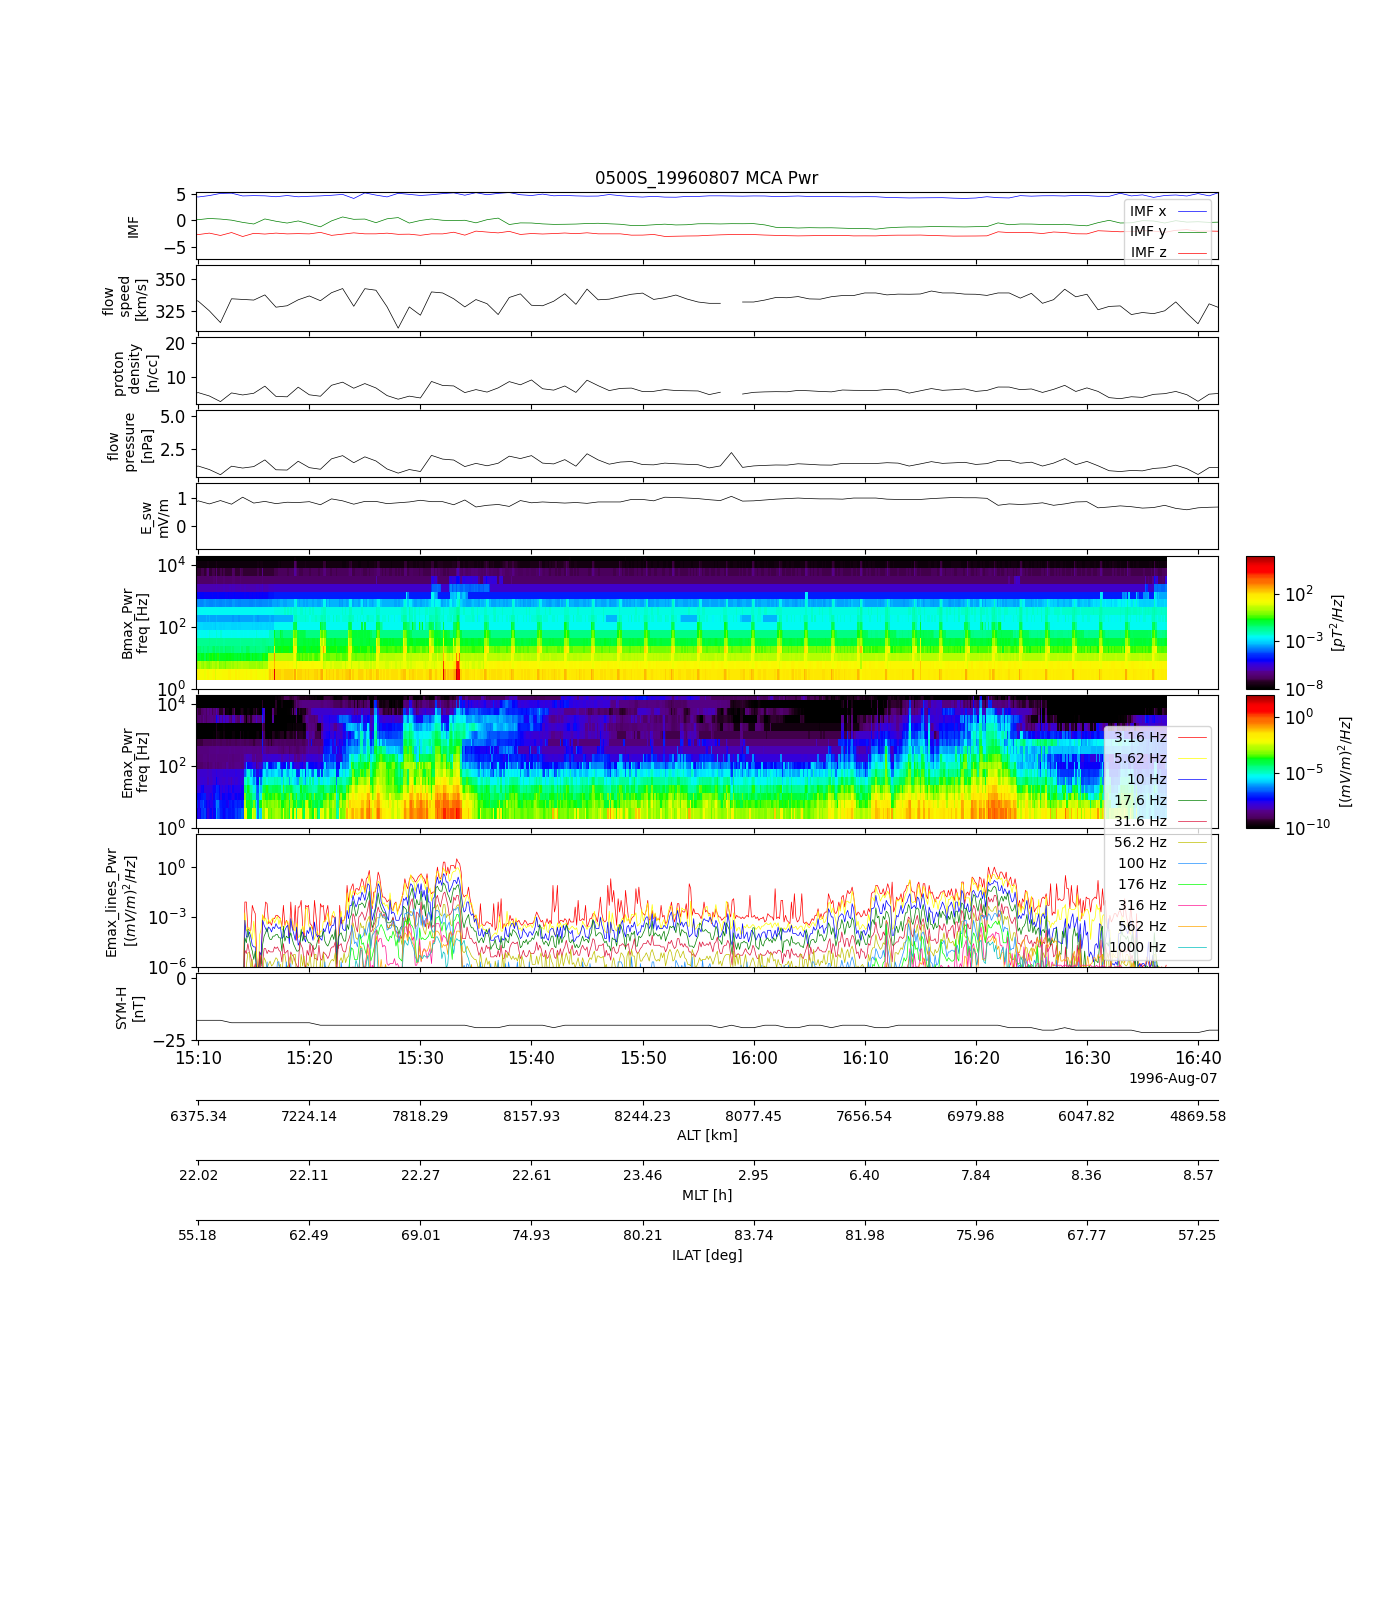 0500S_19960807 MCA Pwr
5
0
−5
IMF
IMF x
IMF y
IMF z
350
325
flow
speed
[km/s]
20
10
proton
density
[n/cc]
5.0
2.5
flow
pressure
[nPa]
1
0
E_sw
mV/m
10^4
10^2
10^0
Bmax_Pwr
freq [Hz]
10^2
10^−3
10^−8
[pT^2/Hz]
10^4
10^2
10^0
Emax_Pwr
freq [Hz]
10^0
10^−5
10^−10
[(mV/m)^2/Hz]
3.16 Hz
5.62 Hz
10 Hz
17.6 Hz
31.6 Hz
56.2 Hz
100 Hz
176 Hz
316 Hz
562 Hz
1000 Hz
10^0
10^−3
10^−6
Emax_lines_Pwr
[(mV/m)^2/Hz]
0
−25
SYM-H
[nT]
15:10 15:20 15:30 15:40 15:50 16:00 16:10 16:20 16:30 16:40
1996-Aug-07
6375.34 7224.14 7818.29 8157.93 8244.23 8077.45 7656.54 6979.88 6047.82 4869.58
ALT [km]
22.02 22.11 22.27 22.61 23.46 2.95 6.40 7.84 8.36 8.57
MLT [h]
55.18 62.49 69.01 74.93 80.21 83.74 81.98 75.96 67.77 57.25
ILAT [deg]